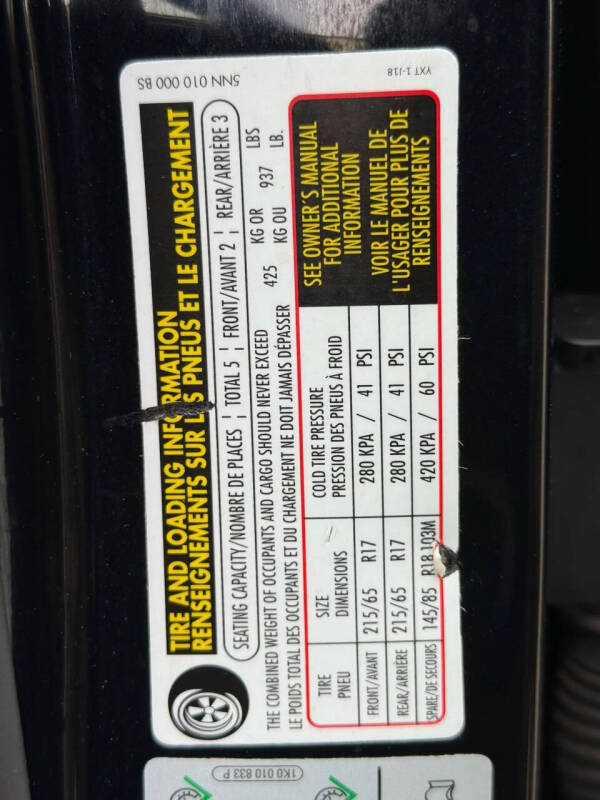 5NN 010 000 BS
YXT 1-J18
TIRE AND LOADING INFORMATION
RENSEIGNEMENTS SUR LES PNEUS ET LE CHARGEMENT
SEATING CAPACITY/NOMBRE DE PLACES ¦ TOTAL 5 ¦ FRONT/AVANT 2 ¦ REAR/ARRIÈRE 3
THE COMBINED WEIGHT OF OCCUPANTS AND CARGO SHOULD NEVER EXCEED 425 KG OR 937 LBS
LE POIDS TOTAL DES OCCUPANTS ET DU CHARGEMENT NE DOIT JAMAIS DÉPASSER KG OU LB.
TIRE SIZE COLD TIRE PRESSURE
PNEU DIMENSIONS PRESSION DES PNEUS À FROID
FRONT/AVANT 215/65 R17 280 KPA / 41 PSI
REAR/ARRIÈRE 215/65 R17 280 KPA / 41 PSI
SPARE/DE SECOURS 145/85 R18 103M 420 KPA / 60 PSI
SEE OWNER'S MANUAL
FOR ADDITIONAL
INFORMATION
VOIR LE MANUEL DE
L'USAGER POUR PLUS DE
RENSEIGNEMENTS
1K0 010 833 P